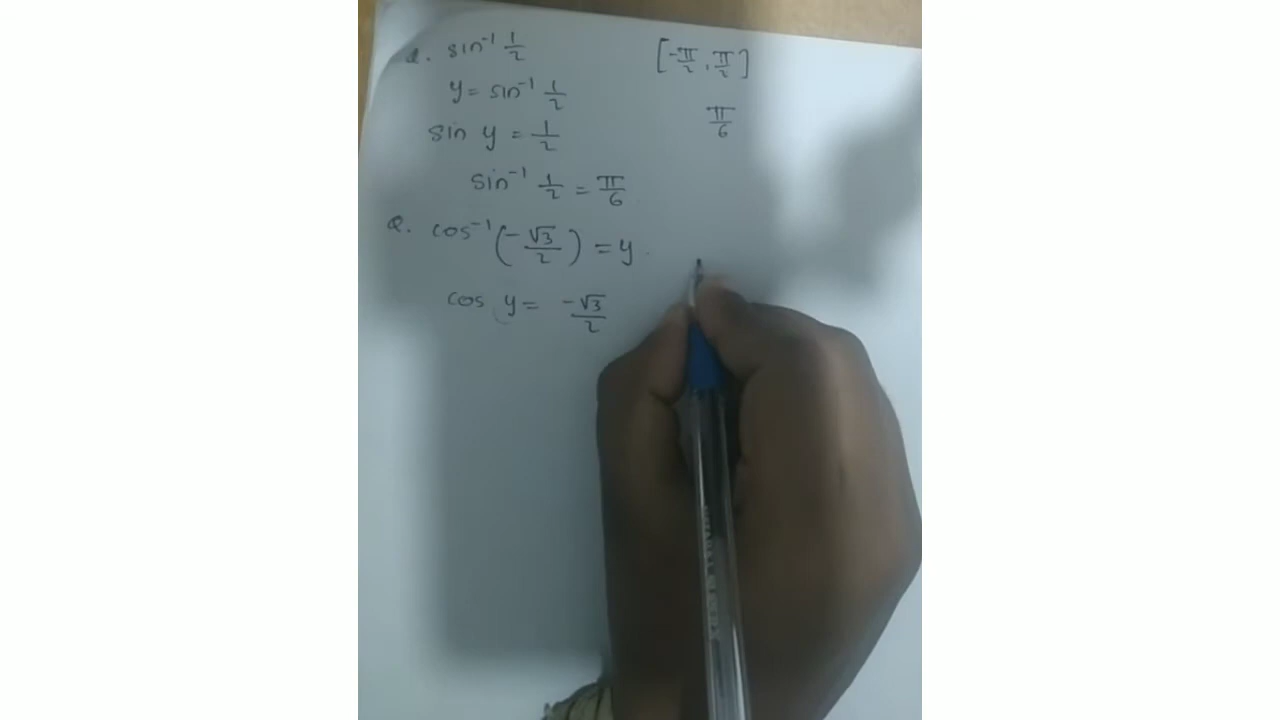 Q. sin⁻¹ 1/2 [-π/2, π/2]
y = sin⁻¹ 1/2
sin y = 1/2 π/6
sin⁻¹ 1/2 = π/6
Q. cos⁻¹ (-√3/2) = y.
cos y = -√3/2